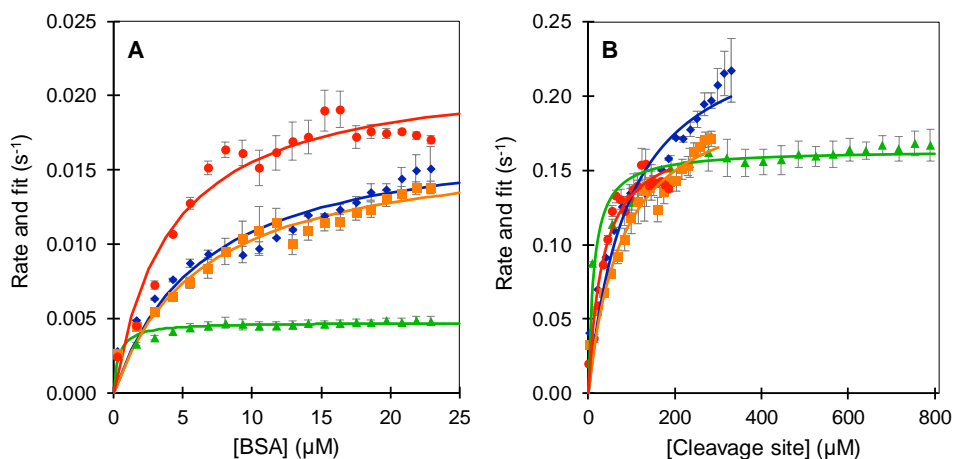 A
Rate and fit (s⁻¹)
0.025
0.020
0.015
0.010
0.005
0.000
0 5 10 15 20 25
[BSA] (µM)
B
Rate and fit (s⁻¹)
0.25
0.20
0.15
0.10
0.05
0.00
0 200 400 600 800
[Cleavage site] (µM)